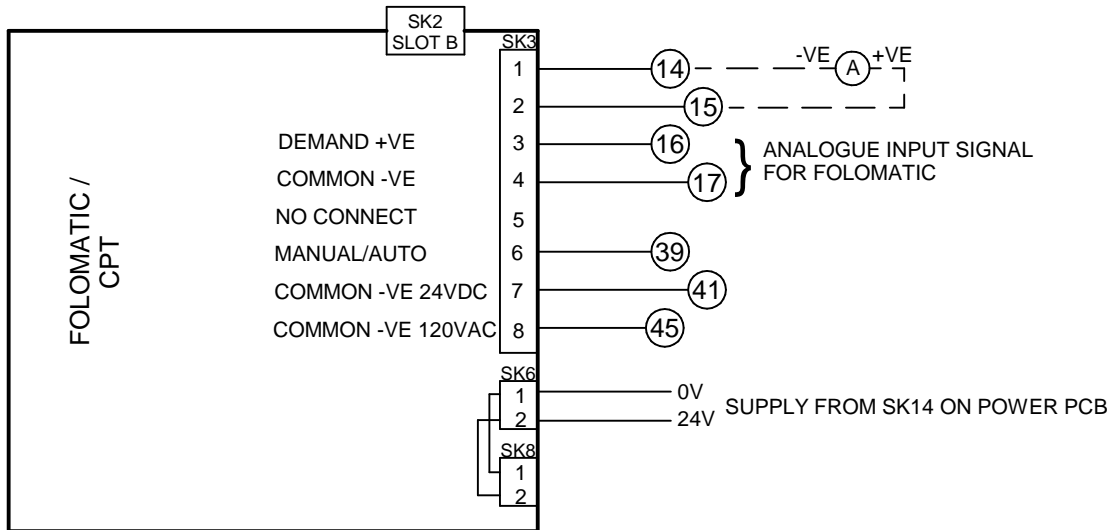 SK2
SLOT B
SK3
1 14 -VE A +VE
2 15
DEMAND +VE 3 16
COMMON -VE 4 17
ANALOGUE INPUT SIGNAL
FOR FOLOMATIC
NO CONNECT 5
MANUAL/AUTO 6 39
COMMON -VE 24VDC 7 41
COMMON -VE 120VAC 8 45
FOLOMATIC /
CPT
SK6
1 0V
2 24V
SUPPLY FROM SK14 ON POWER PCB
SK8
1
2